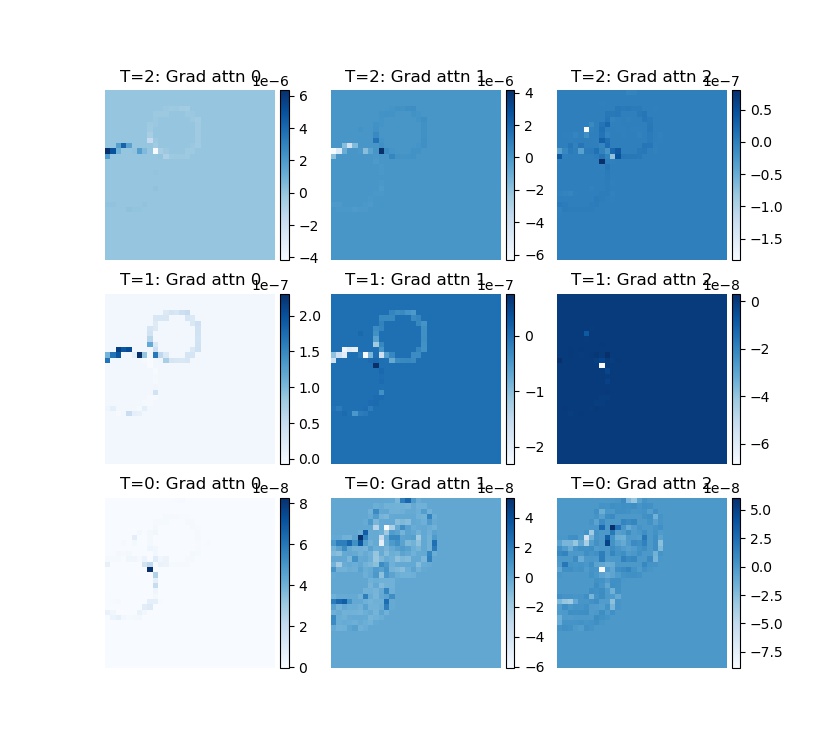 T=2: Grad attn 0
1e−6
6
4
2
0
−2
−4
T=2: Grad attn 1
1e−6
4
2
0
−2
−4
−6
T=2: Grad attn 2
1e−7
0.5
0.0
−0.5
−1.0
−1.5
T=1: Grad attn 0
1e−7
2.0
1.5
1.0
0.5
0.0
T=1: Grad attn 1
1e−7
0
−1
−2
T=1: Grad attn 2
1e−8
0
−2
−4
−6
T=0: Grad attn 0
1e−8
8
6
4
2
0
T=0: Grad attn 1
1e−8
4
2
0
−2
−4
−6
T=0: Grad attn 2
1e−8
5.0
2.5
0.0
−2.5
−5.0
−7.5